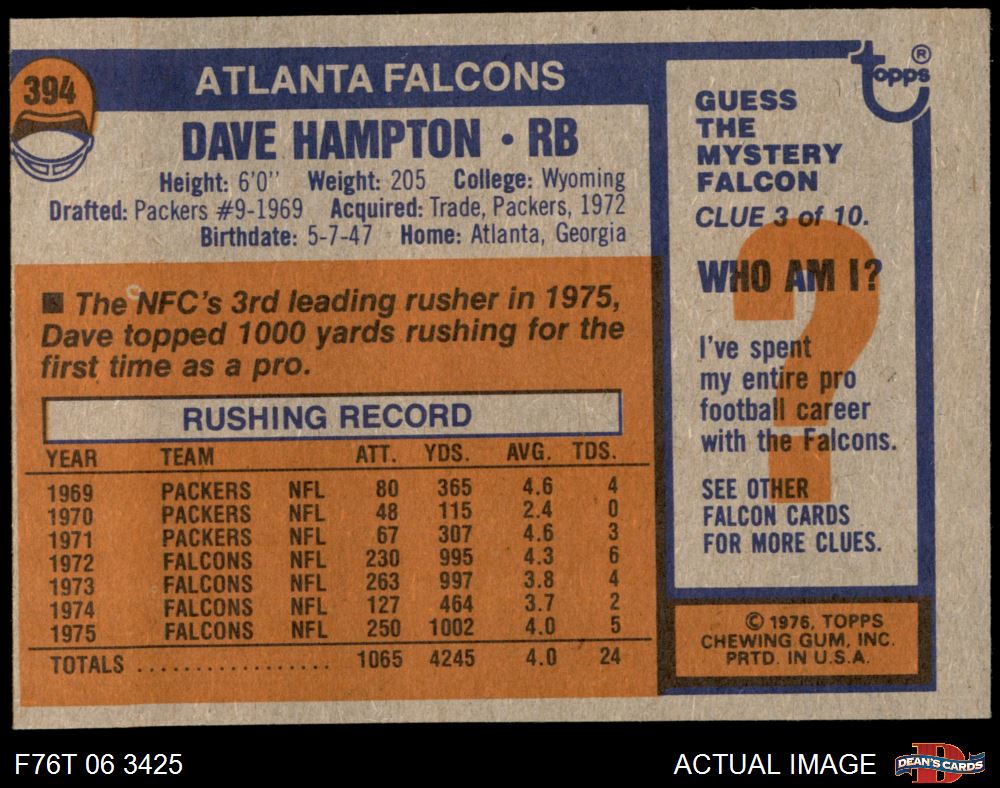 394
ATLANTA FALCONS
DAVE HAMPTON • RB
Height: 6'0" Weight: 205 College: Wyoming
Drafted: Packers #9-1969 Acquired: Trade, Packers, 1972
Birthdate: 5-7-47 Home: Atlanta, Georgia
■ The NFC's 3rd leading rusher in 1975,
Dave topped 1000 yards rushing for the
first time as a pro.
RUSHING RECORD
YEAR TEAM ATT. YDS. AVG. TDS.
1969 PACKERS NFL 80 365 4.6 4
1970 PACKERS NFL 48 115 2.4 0
1971 PACKERS NFL 67 307 4.6 3
1972 FALCONS NFL 230 995 4.3 6
1973 FALCONS NFL 263 997 3.8 4
1974 FALCONS NFL 127 464 3.7 2
1975 FALCONS NFL 250 1002 4.0 5
TOTALS ................. 1065 4245 4.0 24
topps ®
GUESS
THE
MYSTERY
FALCON
CLUE 3 of 10.
WHO AM I?
?
I've spent
my entire pro
football career
with the Falcons.
SEE OTHER
FALCON CARDS
FOR MORE CLUES.
© 1976, TOPPS
CHEWING GUM, INC.
PRTD. IN U.S.A.
F76T 06 3425
ACTUAL IMAGE
D
DEAN'S CARDS